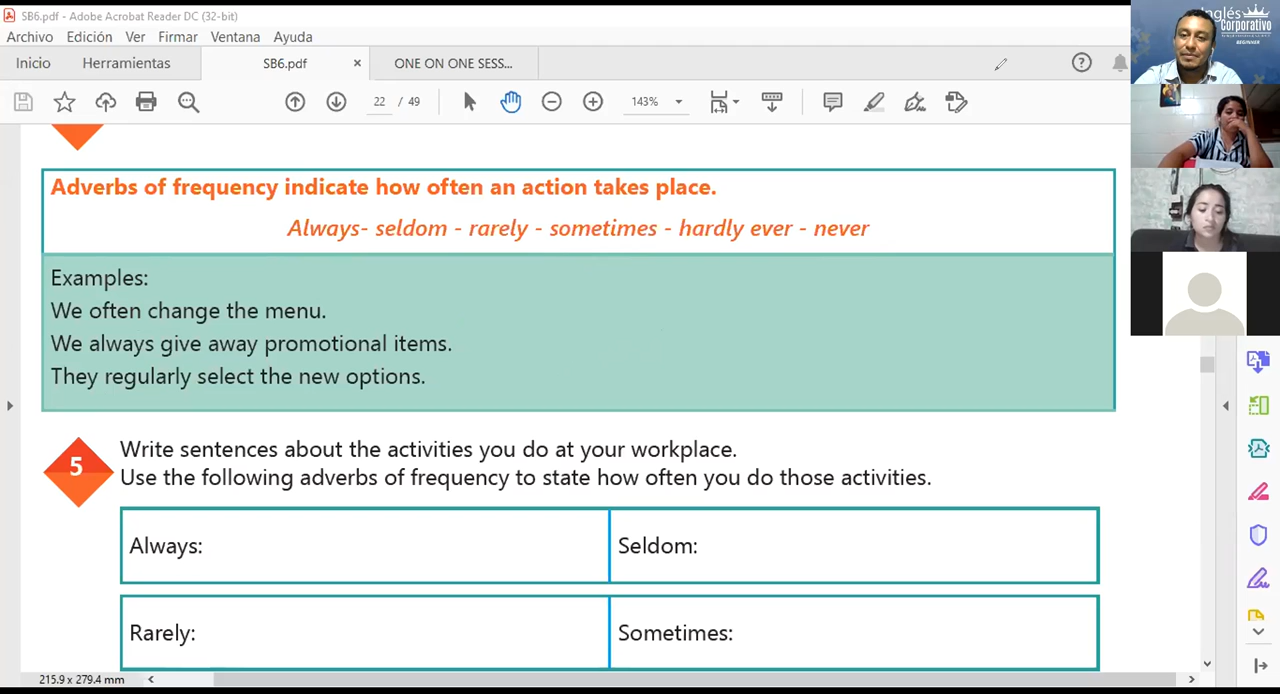 SB6.pdf - Adobe Acrobat Reader DC (32-bit)
Archivo Edición Ver Firmar Ventana Ayuda
Inicio Herramientas SB6.pdf × ONE ON ONE SESS...
22 / 49 143%
Adverbs of frequency indicate how often an action takes place.
Always- seldom - rarely - sometimes - hardly ever - never
Examples:
We often change the menu.
We always give away promotional items.
They regularly select the new options.
5
Write sentences about the activities you do at your workplace.
Use the following adverbs of frequency to state how often you do those activities.
Always: Seldom:
Rarely: Sometimes:
215.9 x 279.4 mm
Inglés
Corporativo
BEGINNER